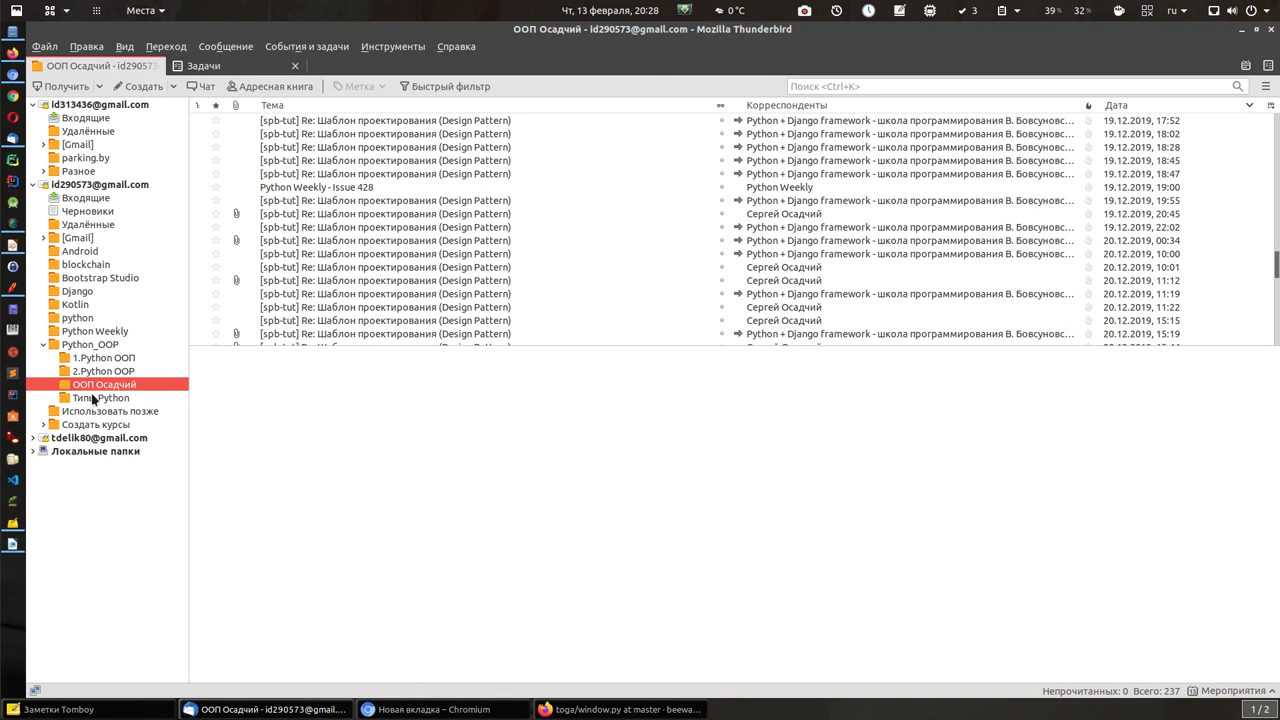 Места
Чт, 13 февраля, 20:28
0°C
3
39%
32%
ru
ООП Осадчий - id290573@gmail.com - Mozilla Thunderbird
Файл Правка Вид Переход Сообщение События и задачи Инструменты Справка
ООП Осадчий - id290573
Задачи
Получить Создать Чат Адресная книга Метка Быстрый фильтр Поиск <Ctrl+K>
id313436@gmail.com
Входящие
Удалённые
[Gmail]
parking.by
Разное
id290573@gmail.com
Входящие
Черновики
Удалённые
[Gmail]
Android
blockchain
Bootstrap Studio
Django
Kotlin
python
Python Weekly
Python_OOP
1.Python ООП
2.Python OOP
ООП Осадчий
Типы Python
Использовать позже
Создать курсы
tdelik80@gmail.com
Локальные папки
Тема Корреспонденты Дата
[spb-tut] Re: Шаблон проектирования (Design Pattern) Python + Django framework - школа программирования В. Бовсуновс... 19.12.2019, 17:52
[spb-tut] Re: Шаблон проектирования (Design Pattern) Python + Django framework - школа программирования В. Бовсуновс... 19.12.2019, 18:02
[spb-tut] Re: Шаблон проектирования (Design Pattern) Python + Django framework - школа программирования В. Бовсуновс... 19.12.2019, 18:28
[spb-tut] Re: Шаблон проектирования (Design Pattern) Python + Django framework - школа программирования В. Бовсуновс... 19.12.2019, 18:45
[spb-tut] Re: Шаблон проектирования (Design Pattern) Python + Django framework - школа программирования В. Бовсуновс... 19.12.2019, 18:47
Python Weekly - Issue 428 Python Weekly 19.12.2019, 19:00
[spb-tut] Re: Шаблон проектирования (Design Pattern) Python + Django framework - школа программирования В. Бовсуновс... 19.12.2019, 19:55
[spb-tut] Re: Шаблон проектирования (Design Pattern) Сергей Осадчий 19.12.2019, 20:45
[spb-tut] Re: Шаблон проектирования (Design Pattern) Python + Django framework - школа программирования В. Бовсуновс... 19.12.2019, 22:02
[spb-tut] Re: Шаблон проектирования (Design Pattern) Python + Django framework - школа программирования В. Бовсуновс... 20.12.2019, 00:34
[spb-tut] Re: Шаблон проектирования (Design Pattern) Python + Django framework - школа программирования В. Бовсуновс... 20.12.2019, 10:00
[spb-tut] Re: Шаблон проектирования (Design Pattern) Сергей Осадчий 20.12.2019, 10:01
[spb-tut] Re: Шаблон проектирования (Design Pattern) Сергей Осадчий 20.12.2019, 11:12
[spb-tut] Re: Шаблон проектирования (Design Pattern) Python + Django framework - школа программирования В. Бовсуновс... 20.12.2019, 11:19
[spb-tut] Re: Шаблон проектирования (Design Pattern) Сергей Осадчий 20.12.2019, 11:22
[spb-tut] Re: Шаблон проектирования (Design Pattern) Сергей Осадчий 20.12.2019, 15:15
[spb-tut] Re: Шаблон проектирования (Design Pattern) Python + Django framework - школа программирования В. Бовсуновс... 20.12.2019, 15:19
Непрочитанных: 0 Всего: 237 Мероприятия
Заметки Tomboy
ООП Осадчий - id290573@gmail....
Новая вкладка – Chromium
toga/window.py at master · beewa...
1 / 2